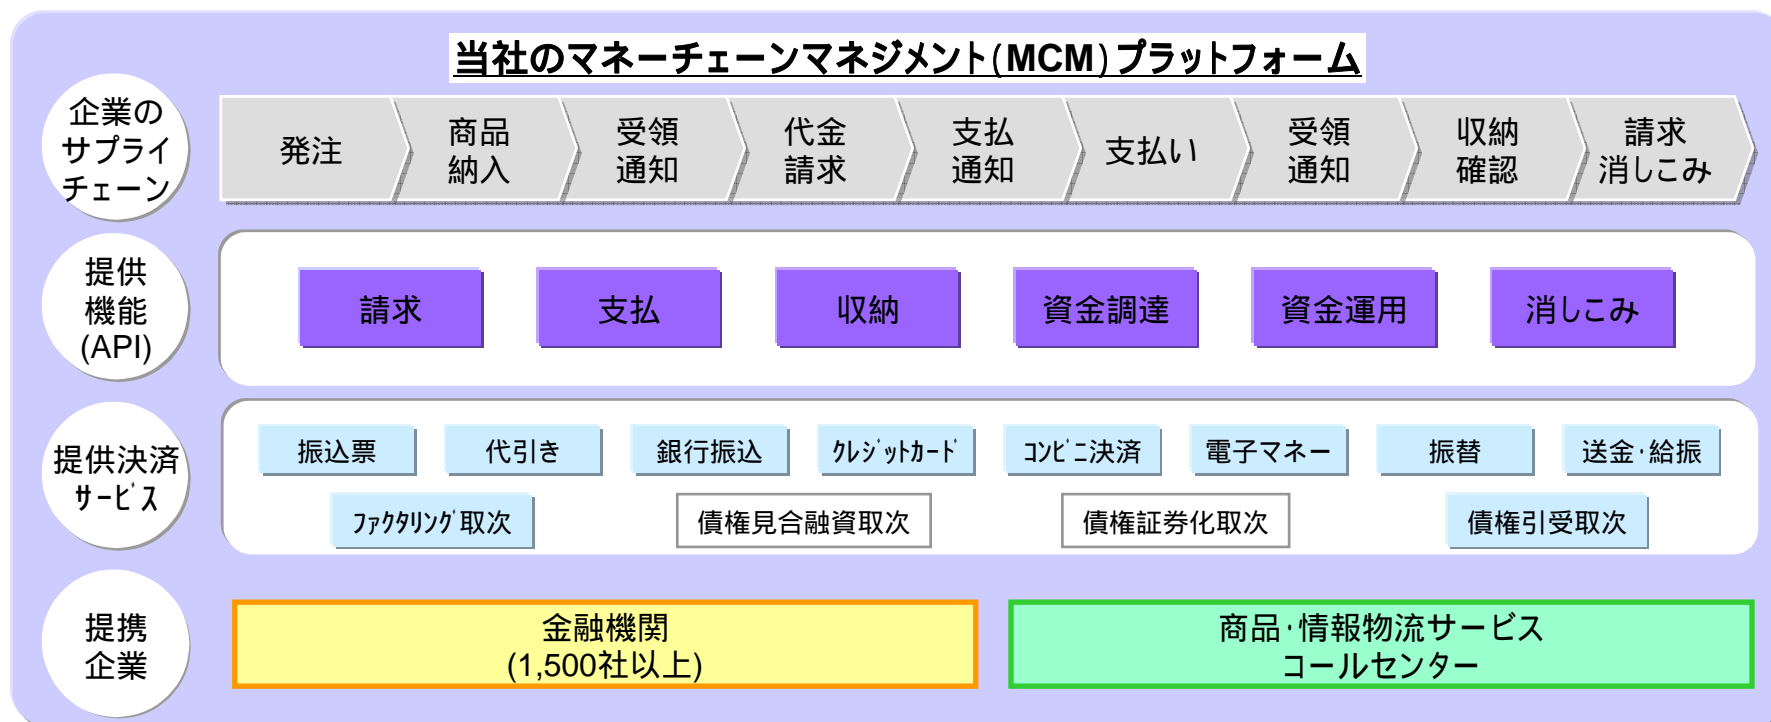 当社のマネーチェーンマネジメント(MCM)プラットフォーム
企業の
サプライ
チェーン
発注
商品
納入
受領
通知
代金
請求
支払
通知
支払い
受領
通知
収納
確認
請求
消しこみ
提供
機能
(API)
請求
支払
収納
資金調達
資金運用
消しこみ
提供決済
ｻｰﾋﾞｽ
振込票
代引き
銀行振込
ｸﾚｼﾞｯﾄｶｰﾄﾞ
ｺﾝﾋﾞﾆ決済
電子マネー
振替
送金･給振
ﾌｧｸﾀﾘﾝｸﾞ取次
債権見合融資取次
債権証券化取次
債権引受取次
提携
企業
金融機関
(1,500社以上)
商品･情報物流サービス
コールセンター